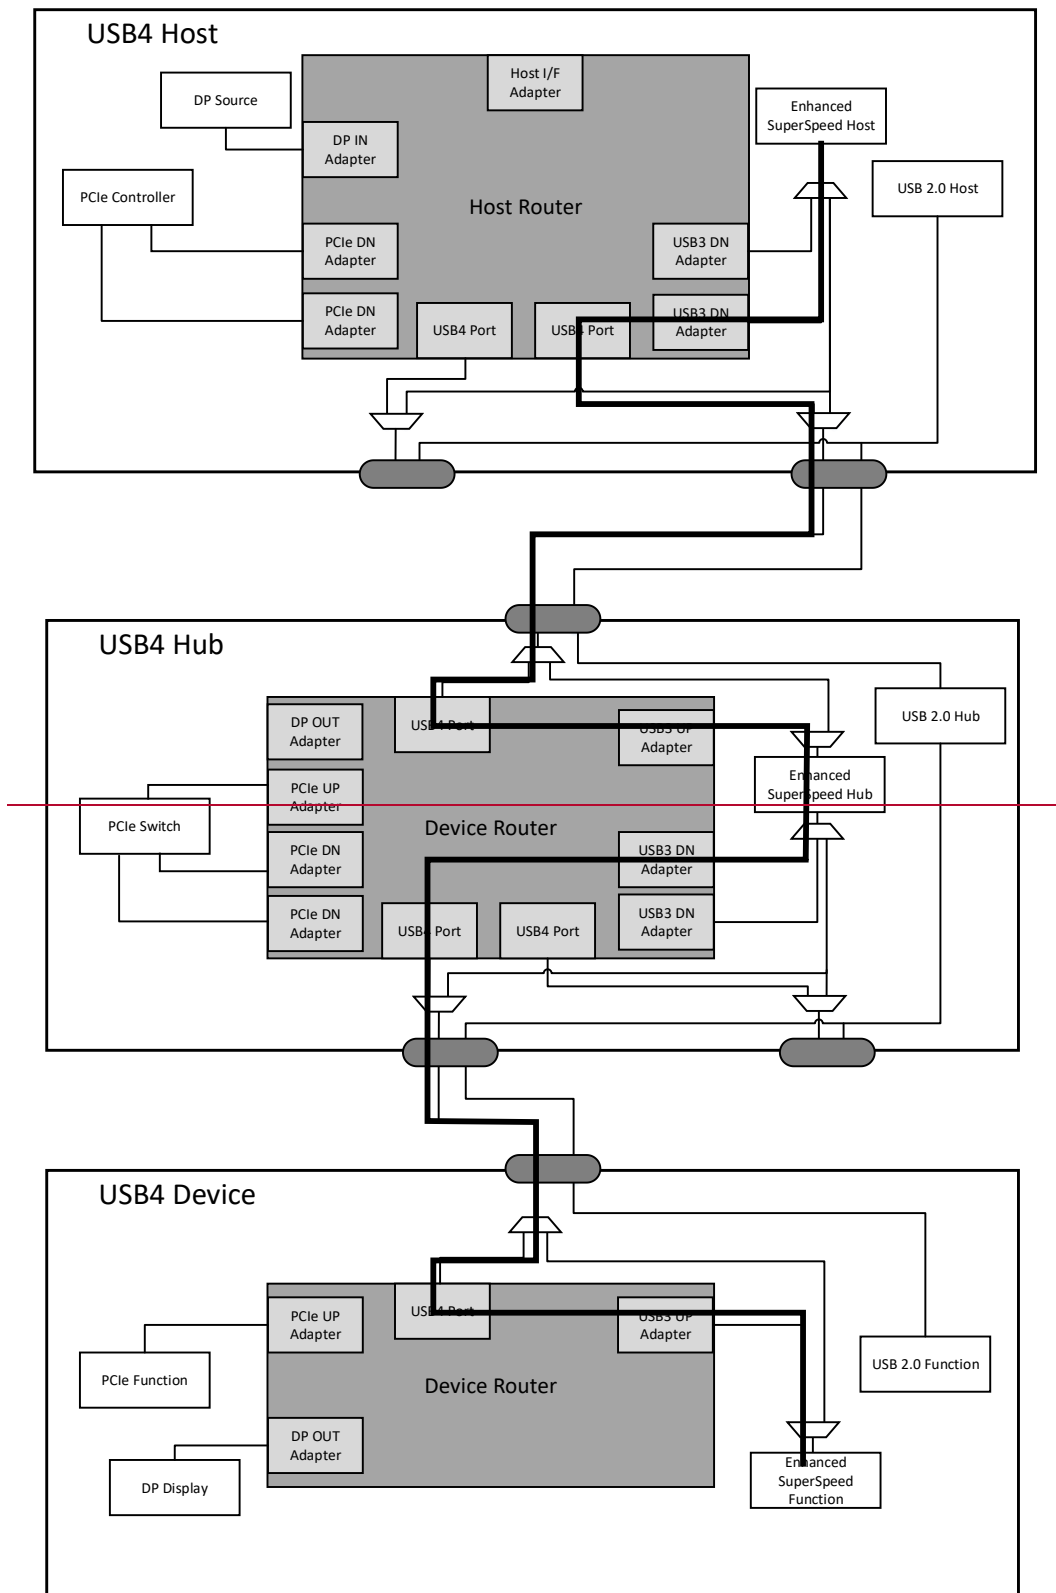 USB4 Host
Host I/F
Adapter
DP Source
Enhanced
SuperSpeed Host
DP IN
Adapter
PCIe Controller
USB 2.0 Host
Host Router
PCIe DN
Adapter
USB3 DN
Adapter
PCIe DN
Adapter
USB4 Port
USB4 Port
USB3 DN
Adapter
USB4 Hub
DP OUT
Adapter
USB4 Port
USB3 UP
Adapter
USB 2.0 Hub
PCIe UP
Adapter
Enhanced
SuperSpeed Hub
PCIe Switch
Device Router
PCIe DN
Adapter
USB3 DN
Adapter
PCIe DN
Adapter
USB4 Port
USB4 Port
USB3 DN
Adapter
USB4 Device
PCIe UP
Adapter
USB4 Port
USB3 UP
Adapter
PCIe Function
Device Router
USB 2.0 Function
DP OUT
Adapter
DP Display
Enhanced
SuperSpeed
Function